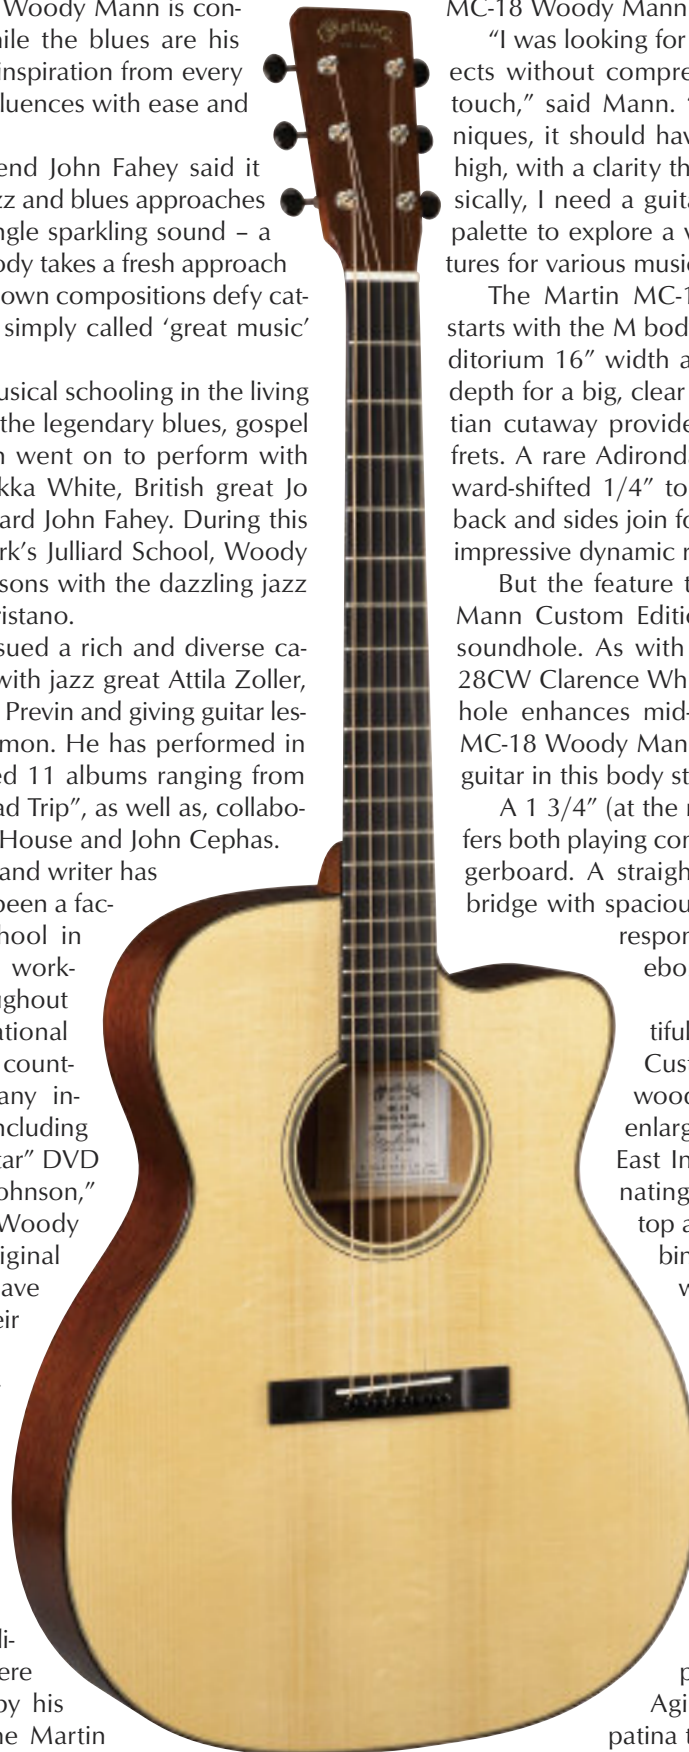 Woody Mann is con-
hile the blues are his
inspiration from every
fluences with ease and
end John Fahey said it
zz and blues approaches
ngle sparkling sound – a
ody takes a fresh approach
own compositions defy cat-
simply called ‘great music’
usical schooling in the living
the legendary blues, gospel
n went on to perform with
kka White, British great Jo
ard John Fahey. During this
rk’s Julliard School, Woody
sons with the dazzling jazz
ristano.
sued a rich and diverse ca-
with jazz great Attila Zoller,
Previn and giving guitar les-
mon. He has performed in
ed 11 albums ranging from
ad Trip”, as well as, collabo-
House and John Cephas.
and writer has
been a fac-
hool in
work-
ughout
ational
count-
any in-
ncluding
tar” DVD
ohnson,”
Woody
iginal
ave
eir
di-
ere
by his
he Martin
MC-18 Woody Mann
“I was looking for
ects without compre
touch,” said Mann. “
niques, it should hav
high, with a clarity th
sically, I need a guita
palette to explore a v
tures for various music
The Martin MC-1
starts with the M bod
ditorium 16” width a
depth for a big, clear
tian cutaway provide
frets. A rare Adironda
ward-shifted 1/4” to
back and sides join fo
impressive dynamic r
But the feature t
Mann Custom Editio
soundhole. As with
28CW Clarence Wh
hole enhances mid-
MC-18 Woody Mann
guitar in this body st
A 1 3/4” (at the n
fers both playing com
gerboard. A straigh
bridge with spaciou
respon
ebo
tiful
Cust
wood
enlarg
East In
nating
top a
bin
w
p
Agi
patina t
Martin & Co.